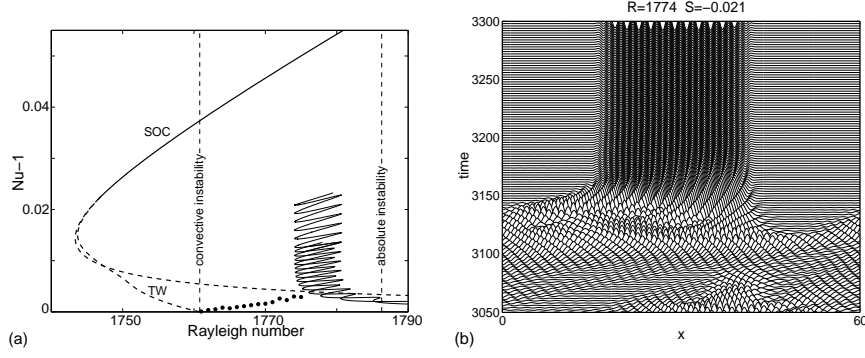 0.04
0.02
0
Nu−1
SOC
TW
convective instability
absolute instability
1750
1770
1790
Rayleigh number
(a)
R=1774 S=−0.021
3300
3250
3200
3150
3100
3050
time
0
60
x
(b)